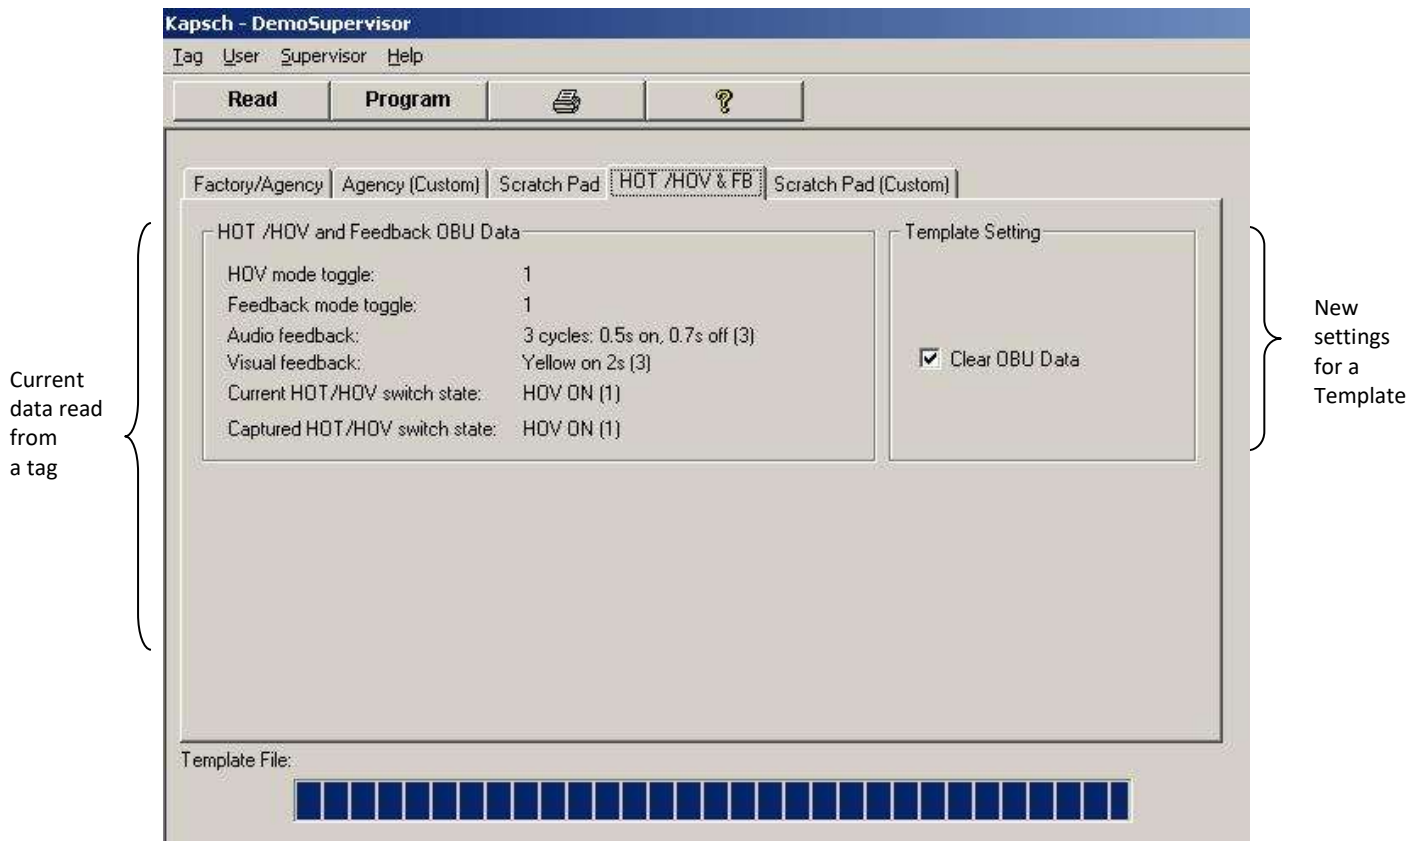 Kapsch - DemoSupervisor
Tag User Supervisor Help
Read Program
Factory/Agency Agency (Custom) Scratch Pad HOT /HOV & FB Scratch Pad (Custom)
HOT /HOV and Feedback OBU Data
HOV mode toggle: 1
Feedback mode toggle: 1
Audio feedback: 3 cycles: 0.5s on, 0.7s off (3)
Visual feedback: Yellow on 2s (3)
Current HOT/HOV switch state: HOV ON (1)
Captured HOT/HOV switch state: HOV ON (1)
Template Setting
Clear OBU Data
Current
data read
from
a tag
New
settings
for a
Template
Template File: